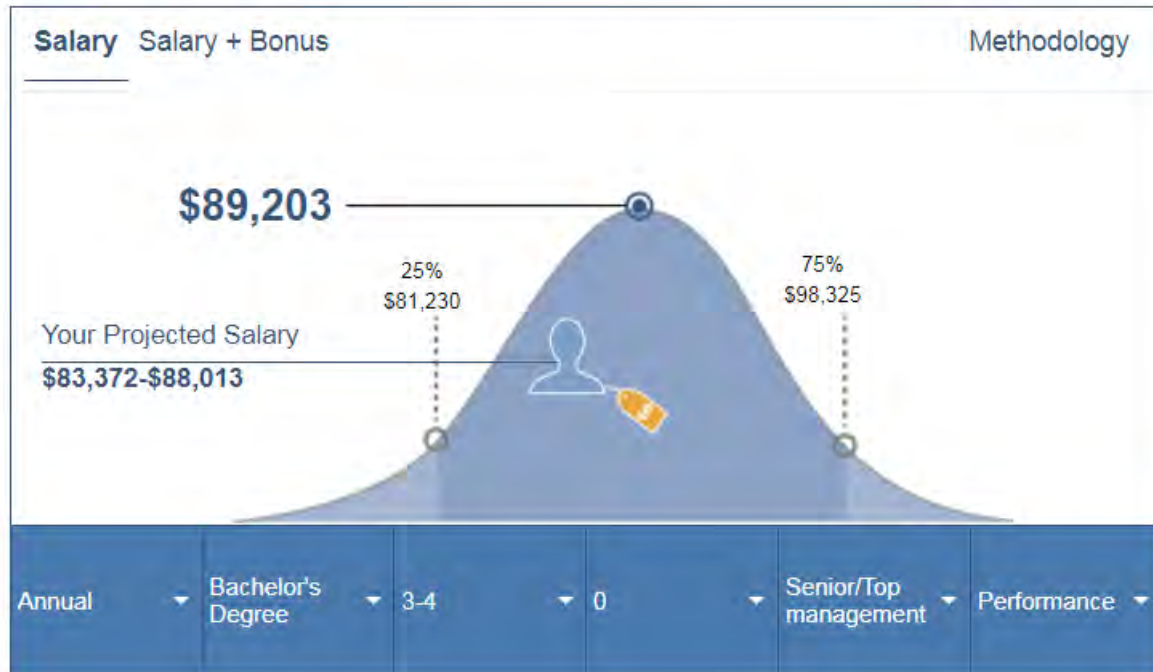 Salary Salary + Bonus Methodology
$89,203
25%
$81,230
75%
$98,325
Your Projected Salary
$83,372-$88,013
Annual
Bachelor's
Degree
3-4
0
Senior/Top
management
Performance
$